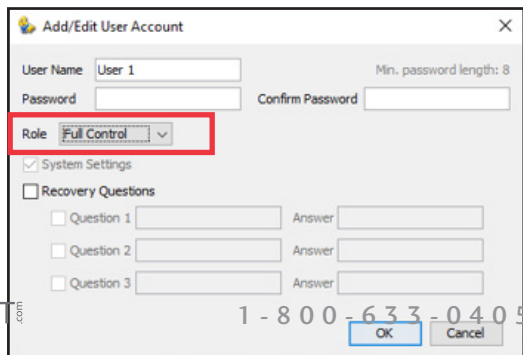 Add/Edit User Account
User Name User 1 Min. password length: 8
Password Confirm Password
Role Full Control
System Settings
Recovery Questions
Question 1 Answer
Question 2 Answer
Question 3 Answer
T .com 1-800-633-0405
OK Cancel